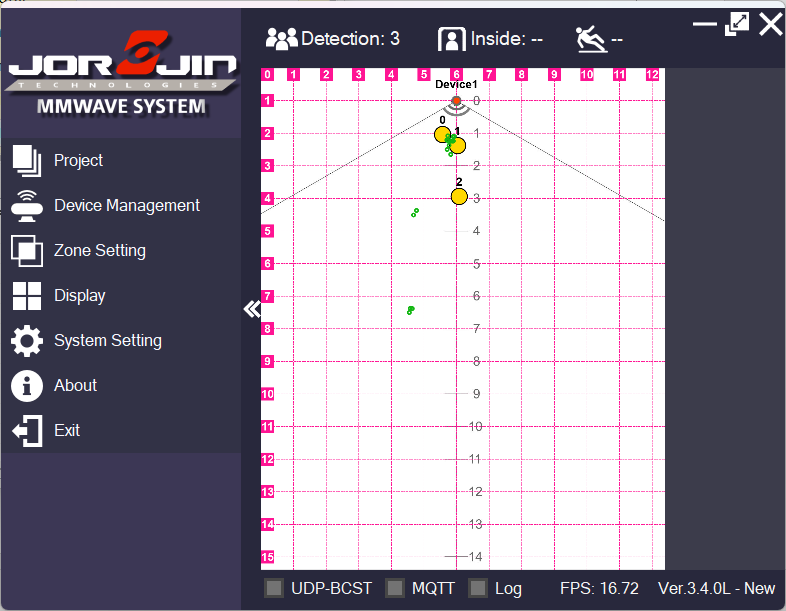 Detection: 3
Inside: --
--
JORJIN
TECHNOLOGIES
MMWAVE SYSTEM
Project
Device Management
Zone Setting
Display
System Setting
About
Exit
0 1 2 3 4 5 6 7 8 9 10 11 12
Device1
1 0
0
2 1 1
3 2
2
4 3
5 4
6 5
7 6
8 7
9 8
10 9
11 10
12 11
13 12
14 13
15 14
UDP-BCST MQTT Log FPS: 16.72 Ver.3.4.0L - New